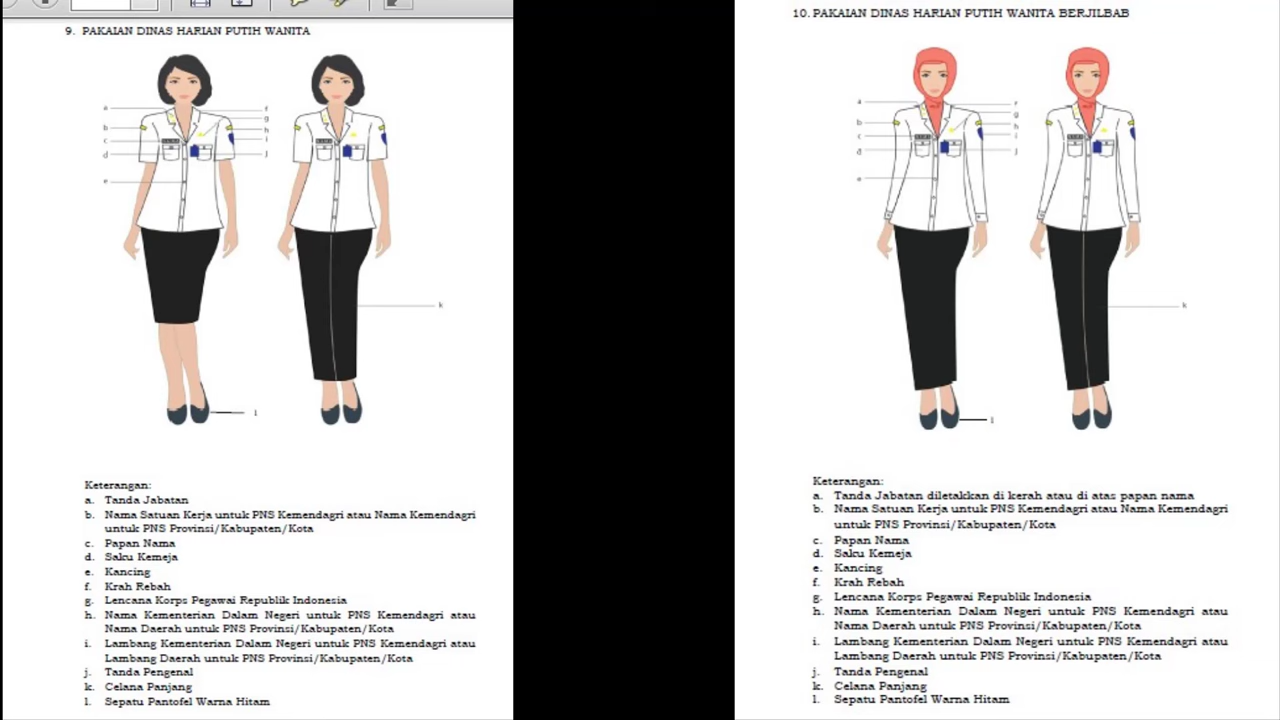 9. PAKAIAN DINAS HARIAN PUTIH WANITA
a
b
c
d
e
f
g
h
i
j
k
l
Keterangan:
a. Tanda Jabatan
b. Nama Satuan Kerja untuk PNS Kemendagri atau Nama Kemendagri
untuk PNS Provinsi/Kabupaten/Kota
c. Papan Nama
d. Saku Kemeja
e. Kancing
f. Krah Rebah
g. Lencana Korps Pegawai Republik Indonesia
h. Nama Kementerian Dalam Negeri untuk PNS Kemendagri atau
Nama Daerah untuk PNS Provinsi/Kabupaten/Kota
i. Lambang Kementerian Dalam Negeri untuk PNS Kemendagri atau
Lambang Daerah untuk PNS Provinsi/Kabupaten/Kota
j. Tanda Pengenal
k. Celana Panjang
l. Sepatu Pantofel Warna Hitam
10. PAKAIAN DINAS HARIAN PUTIH WANITA BERJILBAB
a
b
c
d
e
f
g
h
i
j
k
l
Keterangan:
a. Tanda Jabatan diletakkan di kerah atau di atas papan nama
b. Nama Satuan Kerja untuk PNS Kemendagri atau Nama Kemendagri
untuk PNS Provinsi/Kabupaten/Kota
c. Papan Nama
d. Saku Kemeja
e. Kancing
f. Krah Rebah
g. Lencana Korps Pegawai Republik Indonesia
h. Nama Kementerian Dalam Negeri untuk PNS Kemendagri atau
Nama Daerah untuk PNS Provinsi/Kabupaten/Kota
i. Lambang Kementerian Dalam Negeri untuk PNS Kemendagri atau
Lambang Daerah untuk PNS Provinsi/Kabupaten/Kota
j. Tanda Pengenal
k. Celana Panjang
l. Sepatu Pantofel Warna Hitam